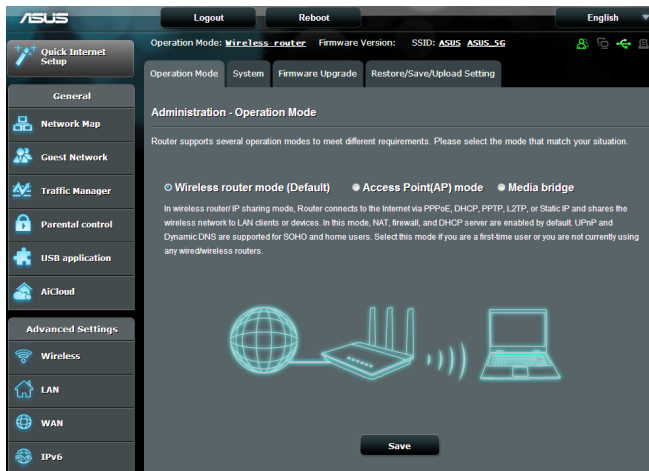 ASUS
Logout
Reboot
English
Quick Internet
Setup
Operation Mode: Wireless router Firmware Version: SSID: ASUS ASUS_5G
Operation Mode
System
Firmware Upgrade
Restore/Save/Upload Setting
General
Network Map
Guest Network
Traffic Manager
Parental control
USB application
AiCloud
Advanced Settings
Wireless
LAN
WAN
IPv6
Administration - Operation Mode
Router supports several operation modes to meet different requirements. Please select the mode that match your situation.
Wireless router mode (Default)
Access Point(AP) mode
Media bridge
In wireless router/ IP sharing mode, Router connects to the Internet via PPPoE, DHCP, PPTP, L2TP, or Static IP and shares the
wireless network to LAN clients or devices. In this mode, NAT, firewall, and DHCP server are enabled by default. UPnP and
Dynamic DNS are supported for SOHO and home users. Select this mode if you are a first-time user or you are not currently using
any wired/wireless routers.
Save